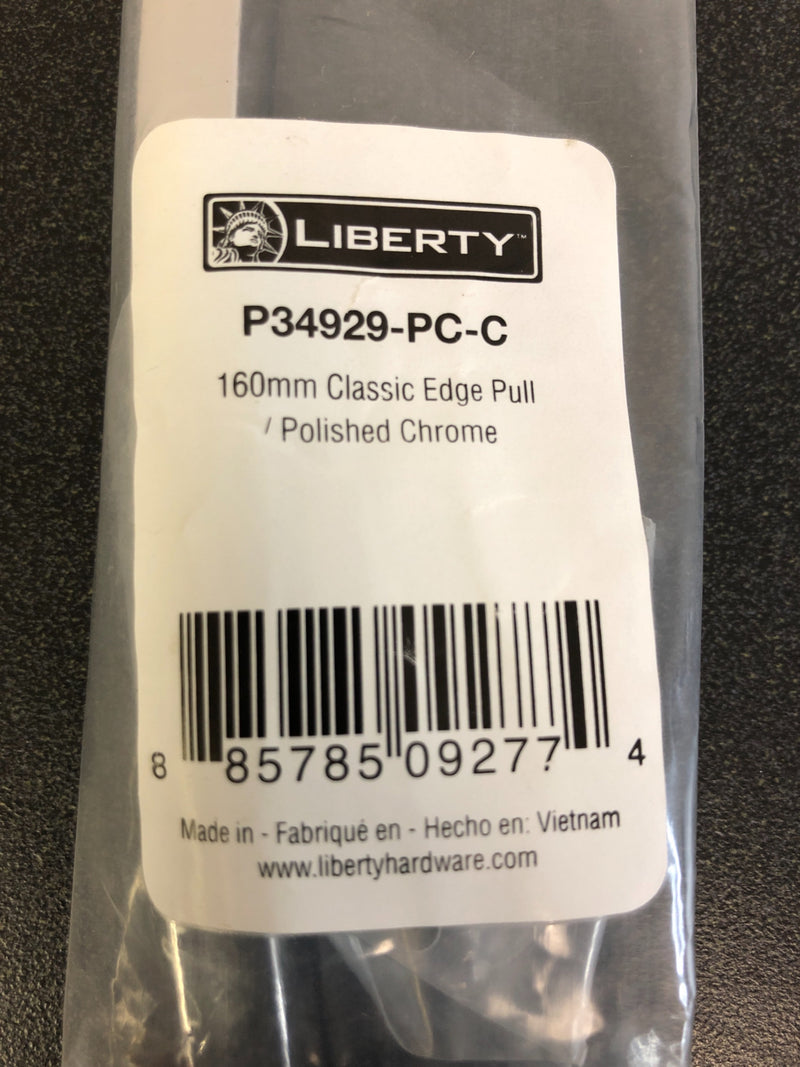 LIBERTY™
P34929-PC-C
160mm Classic Edge Pull
/ Polished Chrome
8 85785 09277 4
Made in - Fabriqué en - Hecho en: Vietnam
www.libertyhardware.com